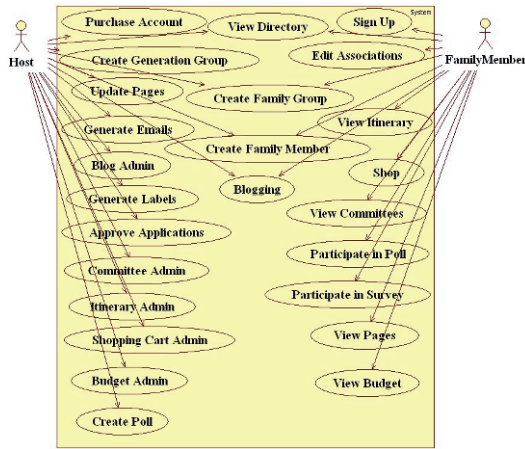 System
Purchase Account
View Directory
Sign Up
Host
FamilyMember
Create Generation Group
Edit Associations
Update Pages
Create Family Group
Generate Emails
View Itinerary
Create Family Member
Blog Admin
Shop
Blogging
Generate Labels
View Committees
Approve Applications
Participate in Poll
Committee Admin
Participate in Survey
Itinerary Admin
Shopping Cart Admin
View Pages
Budget Admin
View Budget
Create Poll